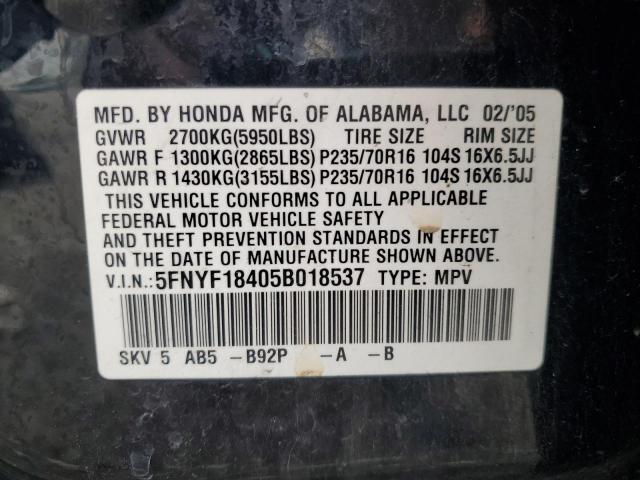 MFD. BY HONDA MFG. OF ALABAMA, LLC 02/'05
GVWR 2700KG(5950LBS) TIRE SIZE RIM SIZE
GAWR F 1300KG(2865LBS)P235/70R16 104S 16X6.5JJ
GAWR R 1430KG(3155LBS)P235/70R16 104S 16X6.5JJ
THIS VEHICLE CONFORMS TO ALL APPLICABLE
FEDERAL MOTOR VEHICLE SAFETY
AND THEFT PREVENTION STANDARDS IN EFFECT
ON THE DATE OF MANUFACTURE SHOWN ABOVE.
V.I.N.:5FNYF18405B018537 TYPE: MPV
SKV 5 AB5 -B92P -A -B